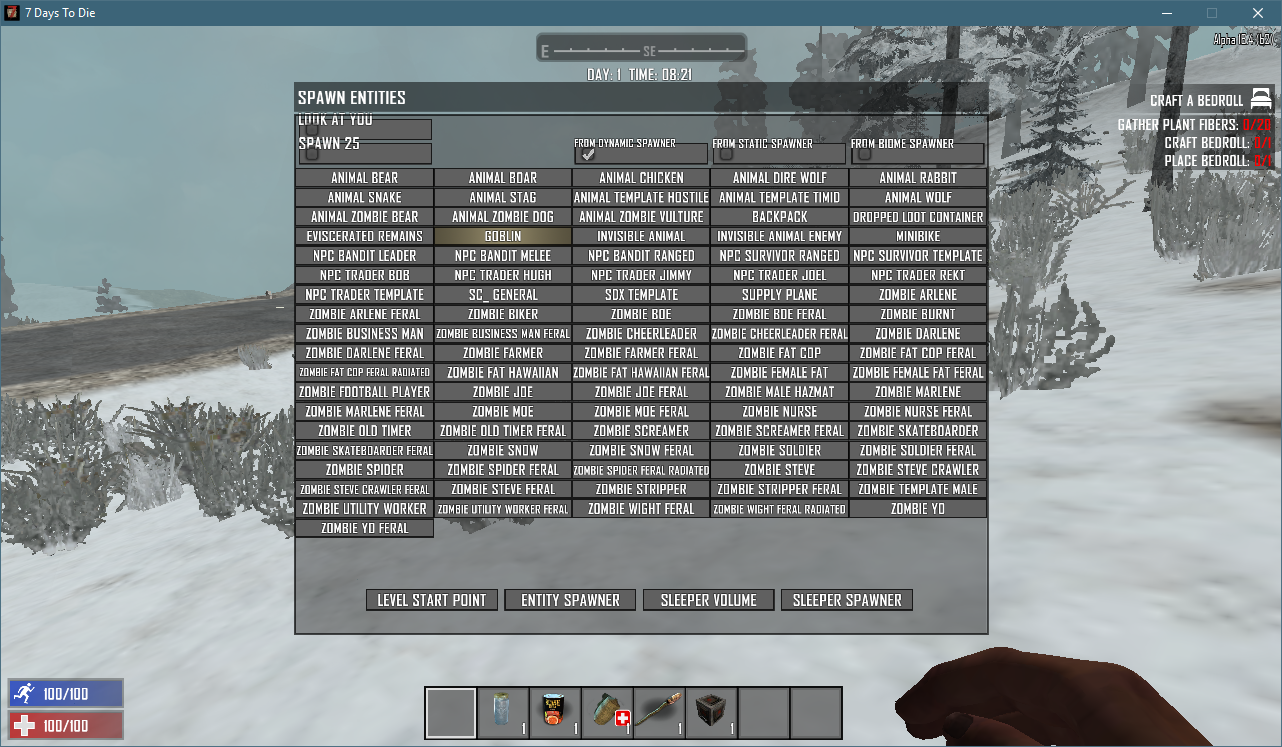 7 Days To Die
E SE
Alpha 16.4 (b7)
DAY: 1 TIME: 08:21
SPAWN ENTITIES
CRAFT A BEDROLL
GATHER PLANT FIBERS: 0/20
CRAFT BEDROLL:
PLACE BEDROLL:
LOOK AT YOU
SPAWN 25
FROM DYNAMIC SPAWNER FROM STATIC SPAWNER FROM BIOME SPAWNER
ANIMAL BEAR ANIMAL BOAR ANIMAL CHICKEN ANIMAL DIRE WOLF ANIMAL RABBIT
ANIMAL SNAKE ANIMAL STAG ANIMAL TEMPLATE HOSTILE ANIMAL TEMPLATE TIMID ANIMAL WOLF
ANIMAL ZOMBIE BEAR ANIMAL ZOMBIE DOG ANIMAL ZOMBIE VULTURE BACKPACK DROPPED LOOT CONTAINER
EVISCERATED REMAINS GOBLIN INVISIBLE ANIMAL INVISIBLE ANIMAL ENEMY MINIBIKE
NPC BANDIT LEADER NPC BANDIT MELEE NPC BANDIT RANGED NPC SURVIVOR RANGED NPC SURVIVOR TEMPLATE
NPC TRADER BOB NPC TRADER HUGH NPC TRADER JIMMY NPC TRADER JOEL NPC TRADER REKT
NPC TRADER TEMPLATE SC_ GENERAL SDX TEMPLATE SUPPLY PLANE ZOMBIE ARLENE
ZOMBIE ARLENE FERAL ZOMBIE BIKER ZOMBIE BOE ZOMBIE BOE FERAL ZOMBIE BURNT
ZOMBIE BUSINESS MAN ZOMBIE BUSINESS MAN FERAL ZOMBIE CHEERLEADER ZOMBIE CHEERLEADER FERAL ZOMBIE DARLENE
ZOMBIE DARLENE FERAL ZOMBIE FARMER ZOMBIE FARMER FERAL ZOMBIE FAT COP ZOMBIE FAT COP FERAL
ZOMBIE FAT COP FERAL RADIATED ZOMBIE FAT HAWAIIAN ZOMBIE FAT HAWAIIAN FERAL ZOMBIE FEMALE FAT ZOMBIE FEMALE FAT FERAL
ZOMBIE FOOTBALL PLAYER ZOMBIE JOE ZOMBIE JOE FERAL ZOMBIE MALE HAZMAT ZOMBIE MARLENE
ZOMBIE MARLENE FERAL ZOMBIE MOE ZOMBIE MOE FERAL ZOMBIE NURSE ZOMBIE NURSE FERAL
ZOMBIE OLD TIMER ZOMBIE OLD TIMER FERAL ZOMBIE SCREAMER ZOMBIE SCREAMER FERAL ZOMBIE SKATEBOARDER
ZOMBIE SKATEBOARDER FERAL ZOMBIE SNOW ZOMBIE SNOW FERAL ZOMBIE SOLDIER ZOMBIE SOLDIER FERAL
ZOMBIE SPIDER ZOMBIE SPIDER FERAL ZOMBIE SPIDER FERAL RADIATED ZOMBIE STEVE ZOMBIE STEVE CRAWLER
ZOMBIE STEVE CRAWLER FERAL ZOMBIE STEVE FERAL ZOMBIE STRIPPER ZOMBIE STRIPPER FERAL ZOMBIE TEMPLATE MALE
ZOMBIE UTILITY WORKER ZOMBIE UTILITY WORKER FERAL ZOMBIE WIGHT FERAL ZOMBIE WIGHT FERAL RADIATED ZOMBIE YO
ZOMBIE YO FERAL
LEVEL START POINT ENTITY SPAWNER SLEEPER VOLUME SLEEPER SPAWNER
100/100
100/100
1 1 1 1 1